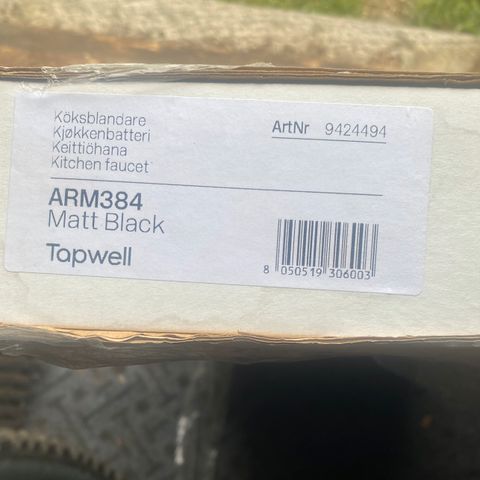 Köksblandare
Kjøkkenbatteri
Keittiöhana
Kitchen faucet
ArtNr 9424494
ARM384
Matt Black
Tapwell
8 050519 306003